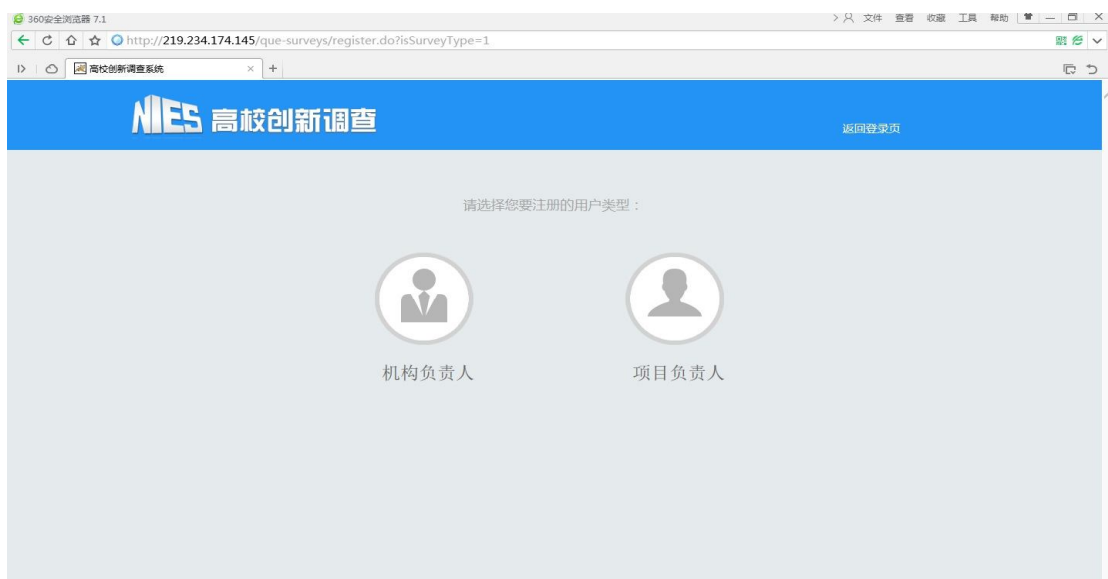 360安全浏览器 7.1 文件 查看 收藏 工具 帮助
http://219.234.174.145/que-surveys/register.do?isSurveyType=1
高校创新调查系统
NIES 高校创新调查
返回登录页
请选择您要注册的用户类型：
机构负责人 项目负责人